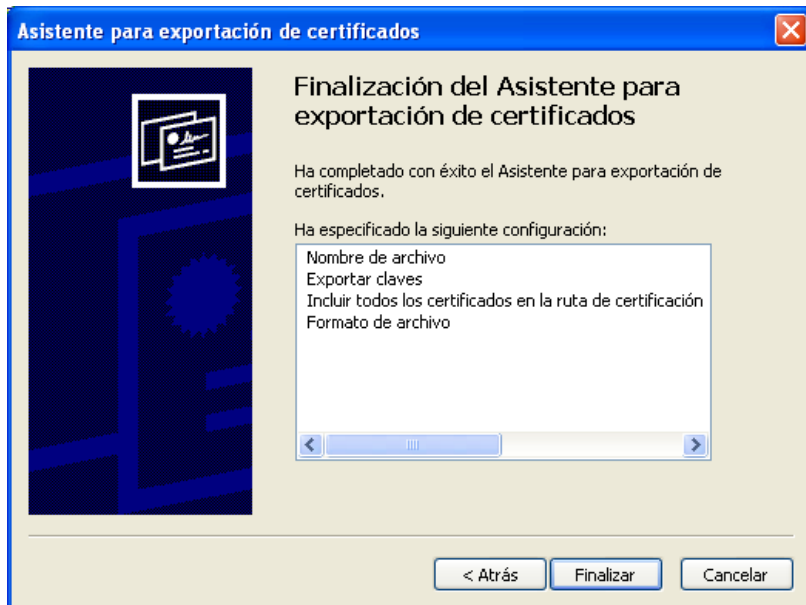 Asistente para exportación de certificados
Finalización del Asistente para
exportación de certificados
Ha completado con éxito el Asistente para exportación de
certificados.
Ha especificado la siguiente configuración:
Nombre de archivo
Exportar claves
Incluir todos los certificados en la ruta de certificación
Formato de archivo
< Atrás
Finalizar
Cancelar